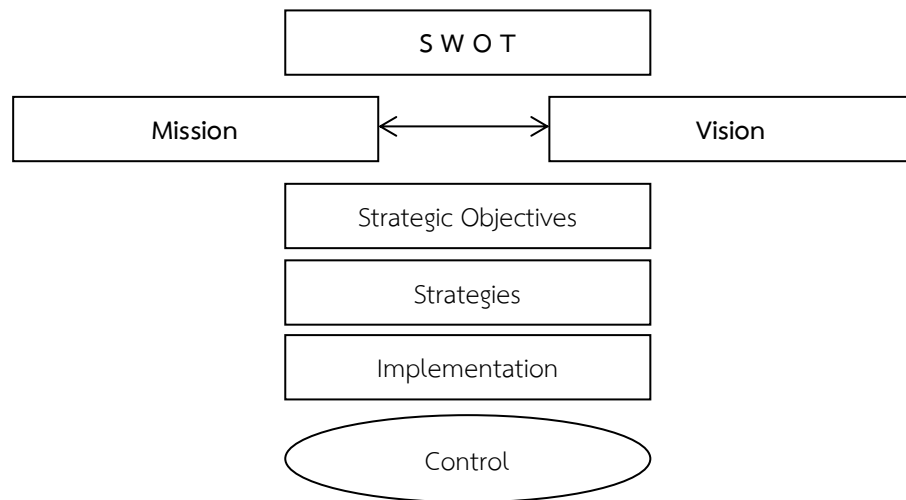 S W O T
Mission
Vision
Strategic Objectives
Strategies
Implementation
Control